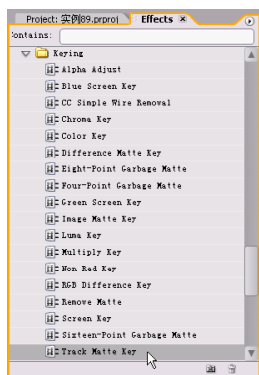 Project: 实例89.prproj Effects ×
ontains:
Keying
Alpha Adjust
Blue Screen Key
CC Simple Wire Removal
Chroma Key
Color Key
Difference Matte Key
Eight-Point Garbage Matte
Four-Point Garbage Matte
Green Screen Key
Image Matte Key
Luma Key
Multiply Key
Non Red Key
RGB Difference Key
Remove Matte
Screen Key
Sixteen-Point Garbage Matte
Track Matte Key